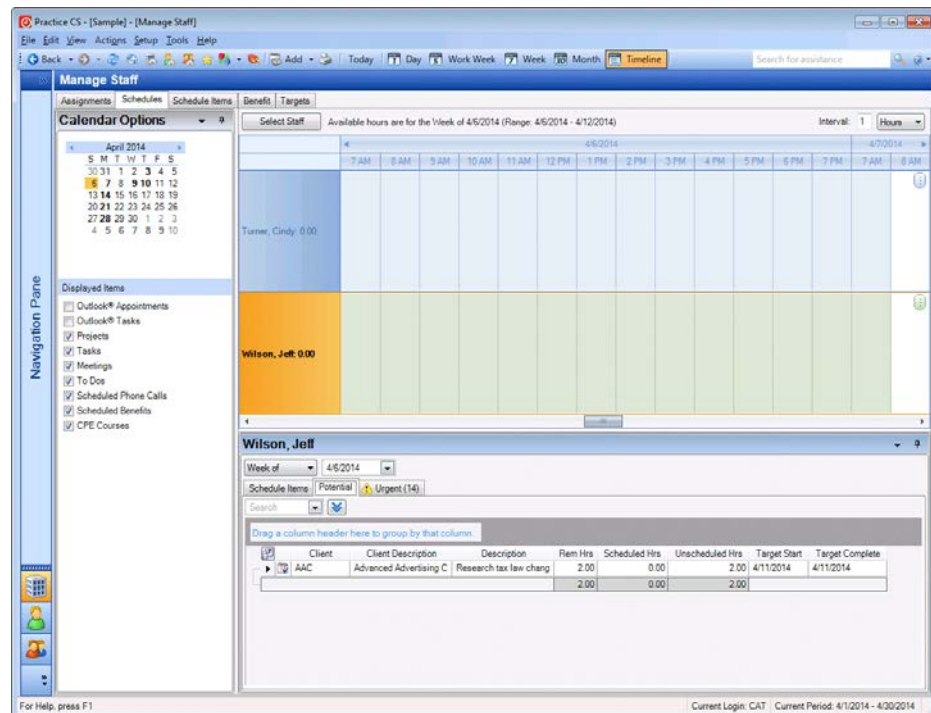 Practice CS - [Sample] - [Manage Staff]
File Edit View Actions Setup Tools Help
Back Add Today Day Work Week Week Month Timeline Search for assistance
Manage Staff
Assignments Schedules Schedule Items Benefit Targets
Calendar Options
Select Staff Available hours are for the Week of 4/6/2014 (Range: 4/6/2014 - 4/12/2014) Interval: 1 Hours
April 2014
4/6/2014 4/7/2014
S M T W T F S
7 AM 8 AM 9 AM 10 AM 11 AM 12 PM 1 PM 2 PM 3 PM 4 PM 5 PM 6 PM 7 PM 7 AM 8 AM
30 31 1 2 3 4 5
6 7 8 9 10 11 12
13 14 15 16 17 18 19
20 21 22 23 24 25 26
27 28 29 30 1 2 3
4 5 6 7 8 9 10
Turner, Cindy: 0.00
Navigation Pane
Displayed Items
Outlook® Appointments
Outlook® Tasks
Projects
Tasks
Meetings
To Dos
Scheduled Phone Calls
Scheduled Benefits
CPE Courses
Wilson, Jeff: 0.00
Wilson, Jeff
Week of 4/6/2014
Schedule Items Potential Urgent (14)
Search
Drag a column header here to group by that column.
Client Client Description Description Rem Hrs Scheduled Hrs Unscheduled Hrs Target Start Target Complete
AAC Advanced Advertising C Research tax law chang 2.00 0.00 2.00 4/11/2014 4/11/2014
2.00 0.00 2.00
For Help, press F1
Current Login: CAT Current Period: 4/1/2014 - 4/30/2014